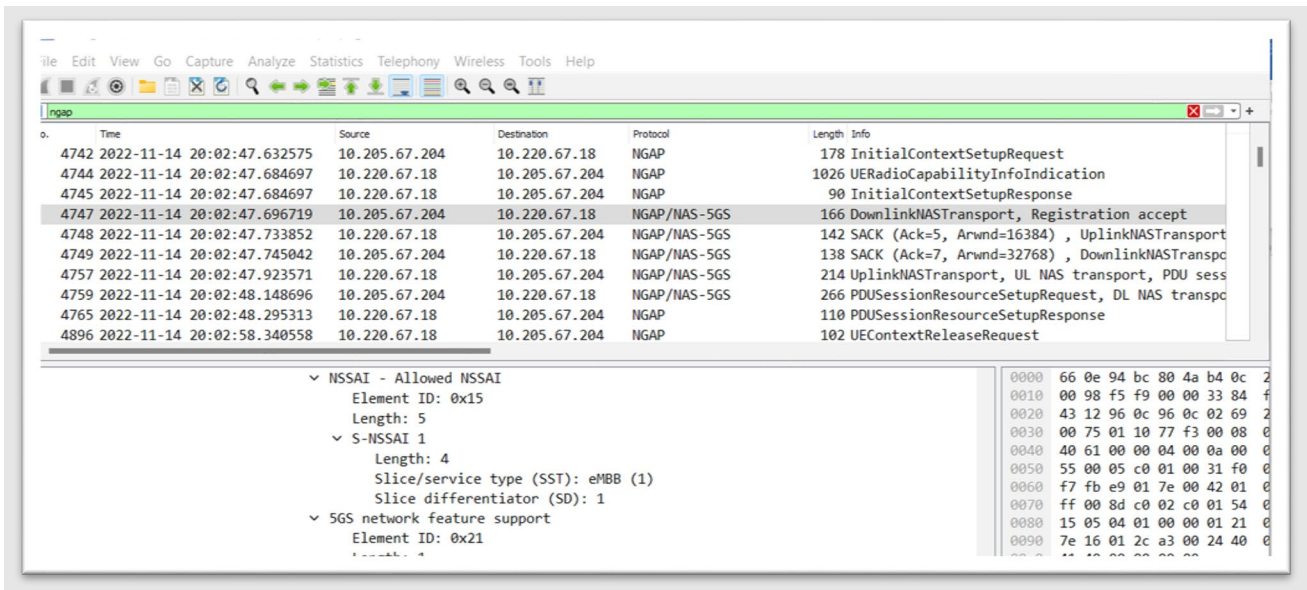 File Edit View Go Capture Analyze Statistics Telephony Wireless Tools Help
ngap
Time Source Destination Protocol Length Info
4742 2022-11-14 20:02:47.632575 10.205.67.204 10.220.67.18 NGAP 178 InitialContextSetupRequest
4744 2022-11-14 20:02:47.684697 10.220.67.18 10.205.67.204 NGAP 1026 UERadioCapabilityInfoIndication
4745 2022-11-14 20:02:47.684697 10.220.67.18 10.205.67.204 NGAP 90 InitialContextSetupResponse
4747 2022-11-14 20:02:47.696719 10.205.67.204 10.220.67.18 NGAP/NAS-5GS 166 DownlinkNASTransport, Registration accept
4748 2022-11-14 20:02:47.733852 10.220.67.18 10.205.67.204 NGAP/NAS-5GS 142 SACK (Ack=5, Arwnd=16384) , UplinkNASTransport
4749 2022-11-14 20:02:47.745042 10.205.67.204 10.220.67.18 NGAP/NAS-5GS 138 SACK (Ack=7, Arwnd=32768) , DownlinkNASTranspo
4757 2022-11-14 20:02:47.923571 10.220.67.18 10.205.67.204 NGAP/NAS-5GS 214 UplinkNASTransport, UL NAS transport, PDU sess
4759 2022-11-14 20:02:48.148696 10.205.67.204 10.220.67.18 NGAP/NAS-5GS 266 PDUSessionResourceSetupRequest, DL NAS transpo
4765 2022-11-14 20:02:48.295313 10.220.67.18 10.205.67.204 NGAP 110 PDUSessionResourceSetupResponse
4896 2022-11-14 20:02:58.340558 10.220.67.18 10.205.67.204 NGAP 102 UEContextReleaseRequest
NSSAI - Allowed NSSAI
Element ID: 0x15
Length: 5
S-NSSAI 1
Length: 4
Slice/service type (SST): eMBB (1)
Slice differentiator (SD): 1
5GS network feature support
Element ID: 0x21
0000 66 0e 94 bc 80 4a b4 0c 2
0010 00 98 f5 f9 00 00 33 84 f
0020 43 12 96 0c 96 0c 02 69 2
0030 00 75 01 10 77 f3 00 08 0
0040 40 61 00 00 04 00 0a 00 0
0050 55 00 05 c0 01 00 31 f0 0
0060 f7 fb e9 01 7e 00 42 01 0
0070 ff 00 8d c0 02 c0 01 54 0
0080 15 05 04 01 00 00 01 21 0
0090 7e 16 01 2c a3 00 24 40 0